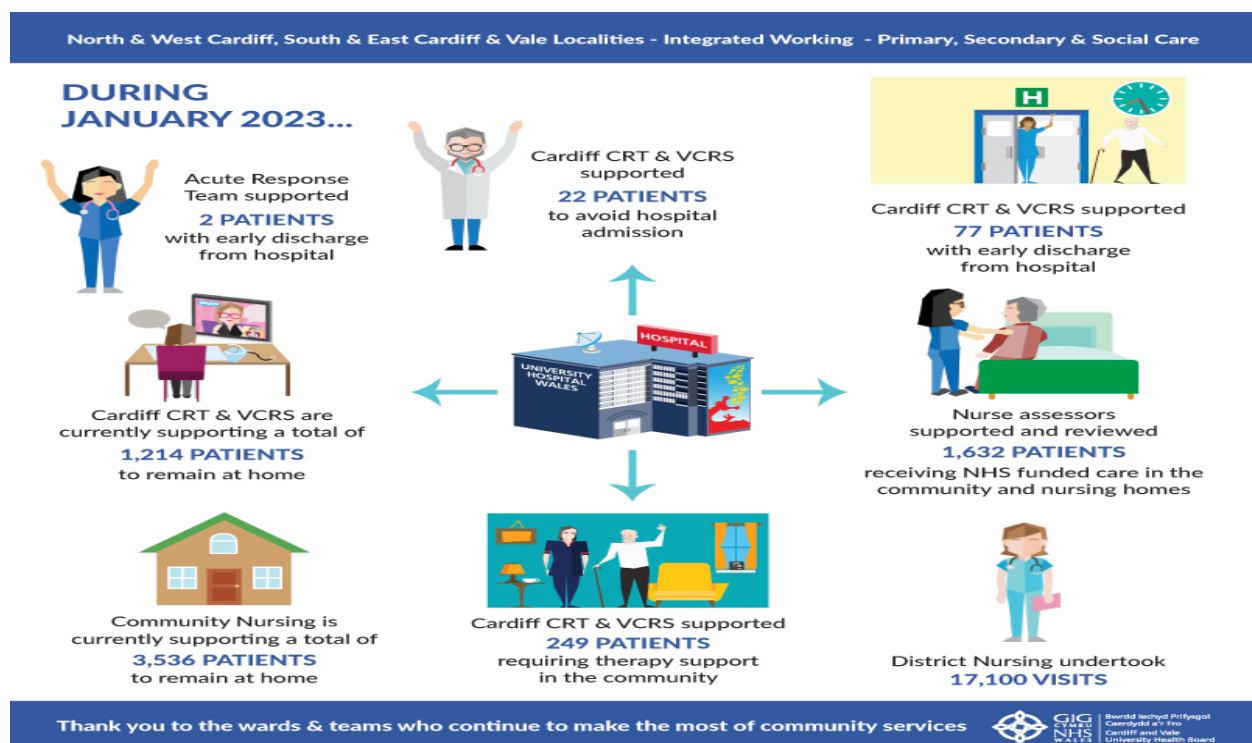 North & West Cardiff, South & East Cardiff & Vale Localities - Integrated Working - Primary, Secondary & Social Care
DURING
JANUARY 2023...
Acute Response
Team supported
2 PATIENTS
with early discharge
from hospital
Cardiff CRT & VCRS
supported
22 PATIENTS
to avoid hospital
admission
H
Cardiff CRT & VCRS supported
77 PATIENTS
with early discharge
from hospital
Cardiff CRT & VCRS are
currently supporting a total of
1,214 PATIENTS
to remain at home
HOSPITAL
UNIVERSITY
HOSPITAL
WALES
Nurse assessors
supported and reviewed
1,632 PATIENTS
receiving NHS funded care in the
community and nursing homes
Community Nursing is
currently supporting a total of
3,536 PATIENTS
to remain at home
Cardiff CRT & VCRS supported
249 PATIENTS
requiring therapy support
in the community
District Nursing undertook
17,100 VISITS
Thank you to the wards & teams who continue to make the most of community services
GIG
CYMRU
NHS
WALES
Bwrdd Iechyd Prifysgol
Caerdydd a'r Fro
Cardiff and Vale
University Health Board